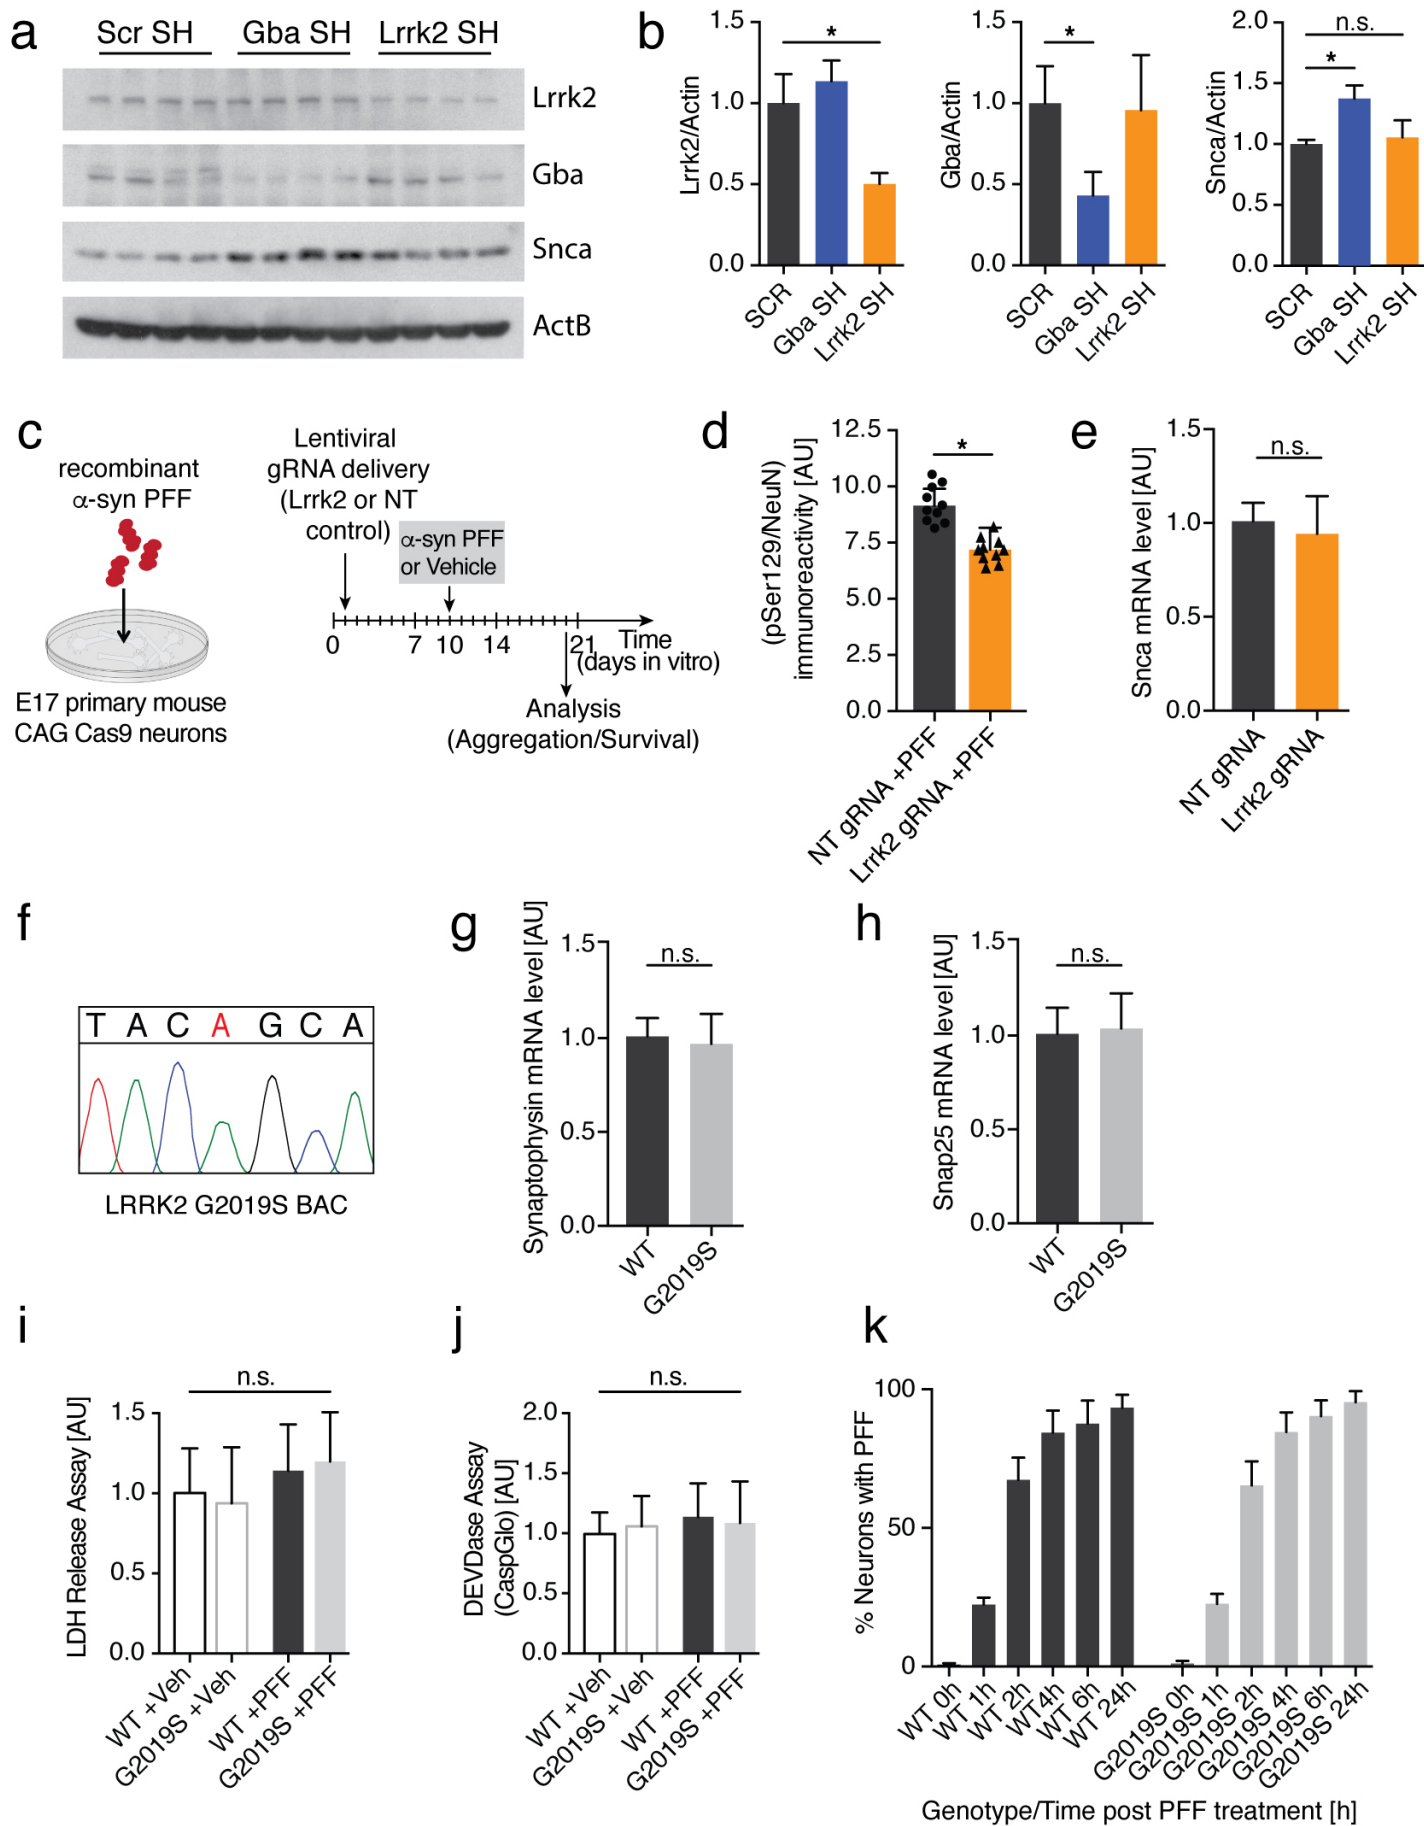 a
Scr SH
Gba SH
Lrrk2 SH
Lrrk2
Gba
Snca
ActB
b
Lrrk2/Actin
1.5
1.0
0.5
0.0
*
SCR
Gba SH
Lrrk2 SH
Gba/Actin
1.5
1.0
0.5
0.0
*
SCR
Gba SH
Lrrk2 SH
Snca/Actin
2.0
1.5
1.0
0.5
0.0
n.s.
*
SCR
Gba SH
Lrrk2 SH
c
recombinant
α-syn PFF
E17 primary mouse
CAG Cas9 neurons
Lentiviral
gRNA delivery
(Lrrk2 or NT
control)
α-syn PFF
or Vehicle
0
7
10
14
21
Time
(days in vitro)
Analysis
(Aggregation/Survival)
d
(pSer129/NeuN)
immunoreactivity [AU]
12.5
10.0
7.5
5.0
2.5
0.0
*
NT gRNA +PFF
Lrrk2 gRNA +PFF
e
Snca mRNA level [AU]
1.5
1.0
0.5
0.0
n.s.
NT gRNA
Lrrk2 gRNA
f
T A C A G C A
LRRK2 G2019S BAC
g
Synaptophysin mRNA level [AU]
1.5
1.0
0.5
0.0
n.s.
WT
G2019S
h
Snap25 mRNA level [AU]
1.5
1.0
0.5
0.0
n.s.
WT
G2019S
i
LDH Release Assay [AU]
1.5
1.0
0.5
0.0
n.s.
WT +Veh
G2019S +Veh
WT +PFF
G2019S +PFF
j
DEVDase Assay
(CaspGlo) [AU]
2.0
1.5
1.0
0.5
0.0
n.s.
WT +Veh
G2019S +Veh
WT +PFF
G2019S +PFF
k
% Neurons with PFF
100
50
0
WT 0h
WT 1h
WT 2h
WT 4h
WT 6h
WT 24h
G2019S 0h
G2019S 1h
G2019S 2h
G2019S 4h
G2019S 6h
G2019S 24h
Genotype/Time post PFF treatment [h]